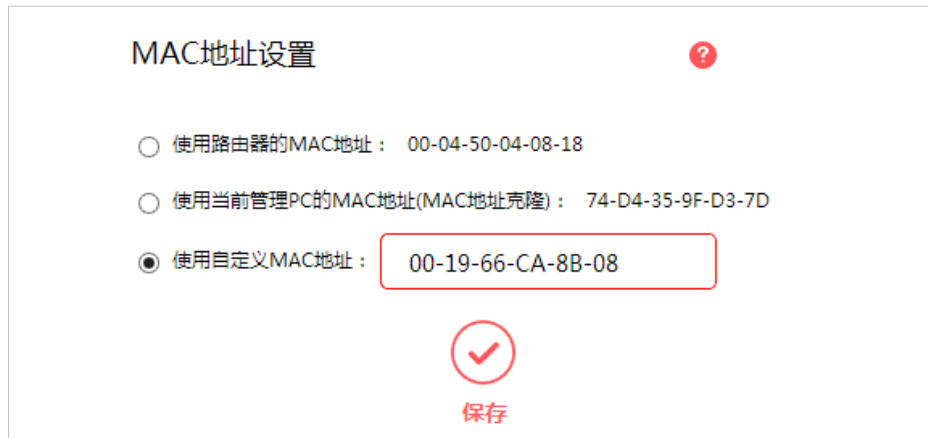 MAC地址设置
?
使用路由器的MAC地址： 00-04-50-04-08-18
使用当前管理PC的MAC地址(MAC地址克隆)： 74-D4-35-9F-D3-7D
使用自定义MAC地址： 00-19-66-CA-8B-08
保存